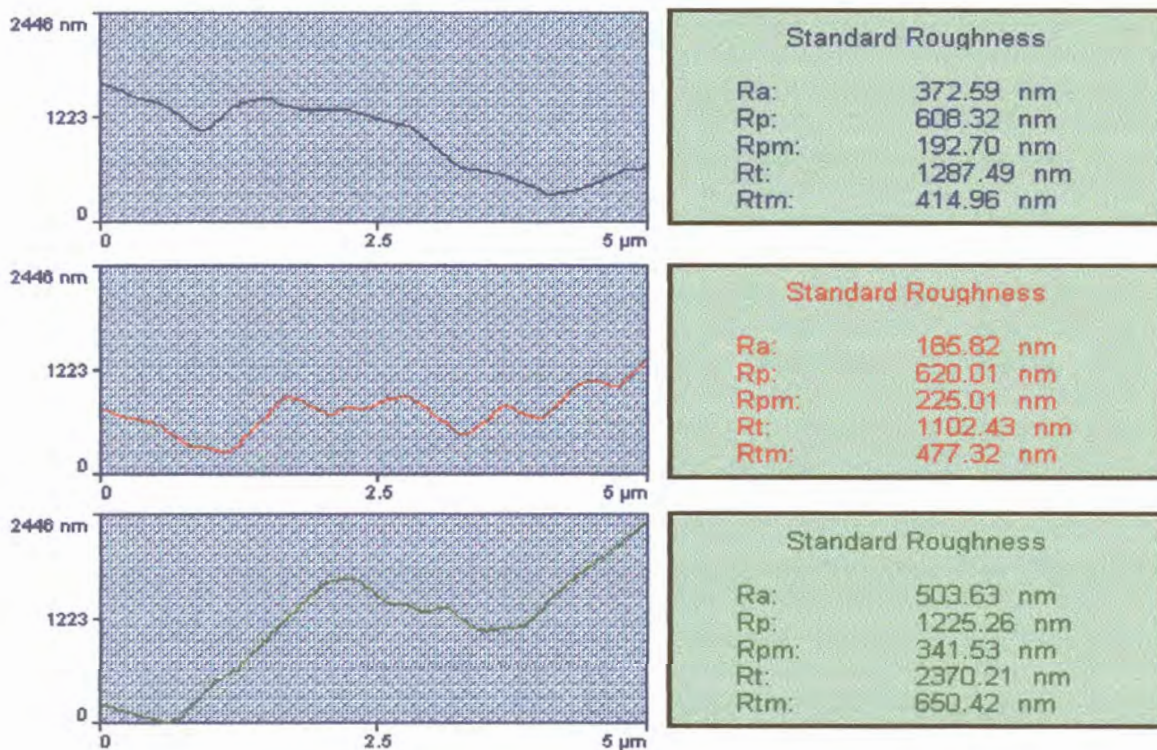 2446 nm
1223
0
0 2.5 5 µm
Standard Roughness
Ra: 372.59 nm
Rp: 608.32 nm
Rpm: 192.70 nm
Rt: 1287.49 nm
Rtm: 414.96 nm
2446 nm
1223
0
0 2.5 5 µm
Standard Roughness
Ra: 185.82 nm
Rp: 620.01 nm
Rpm: 225.01 nm
Rt: 1102.43 nm
Rtm: 477.32 nm
2446 nm
1223
0
0 2.5 5 µm
Standard Roughness
Ra: 503.63 nm
Rp: 1225.26 nm
Rpm: 341.53 nm
Rt: 2370.21 nm
Rtm: 650.42 nm